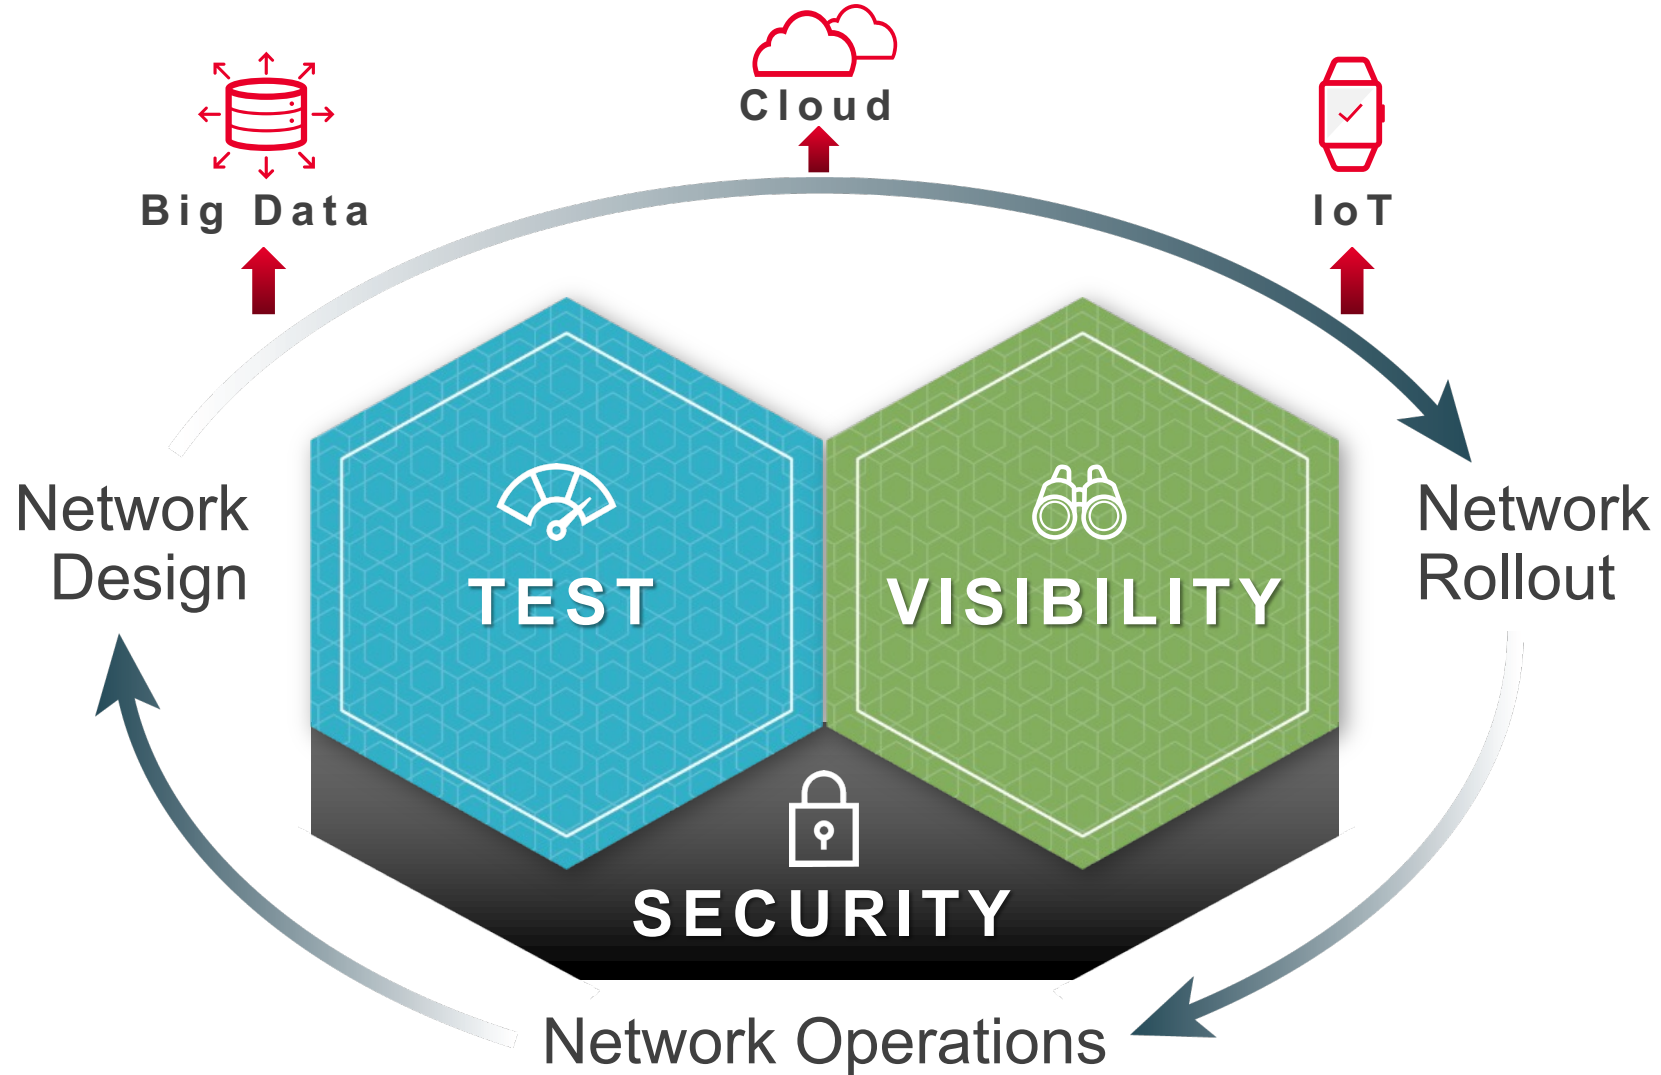 Cloud
Big Data
IoT
Network
Design
TEST
VISIBILITY
Network
Rollout
SECURITY
Network Operations